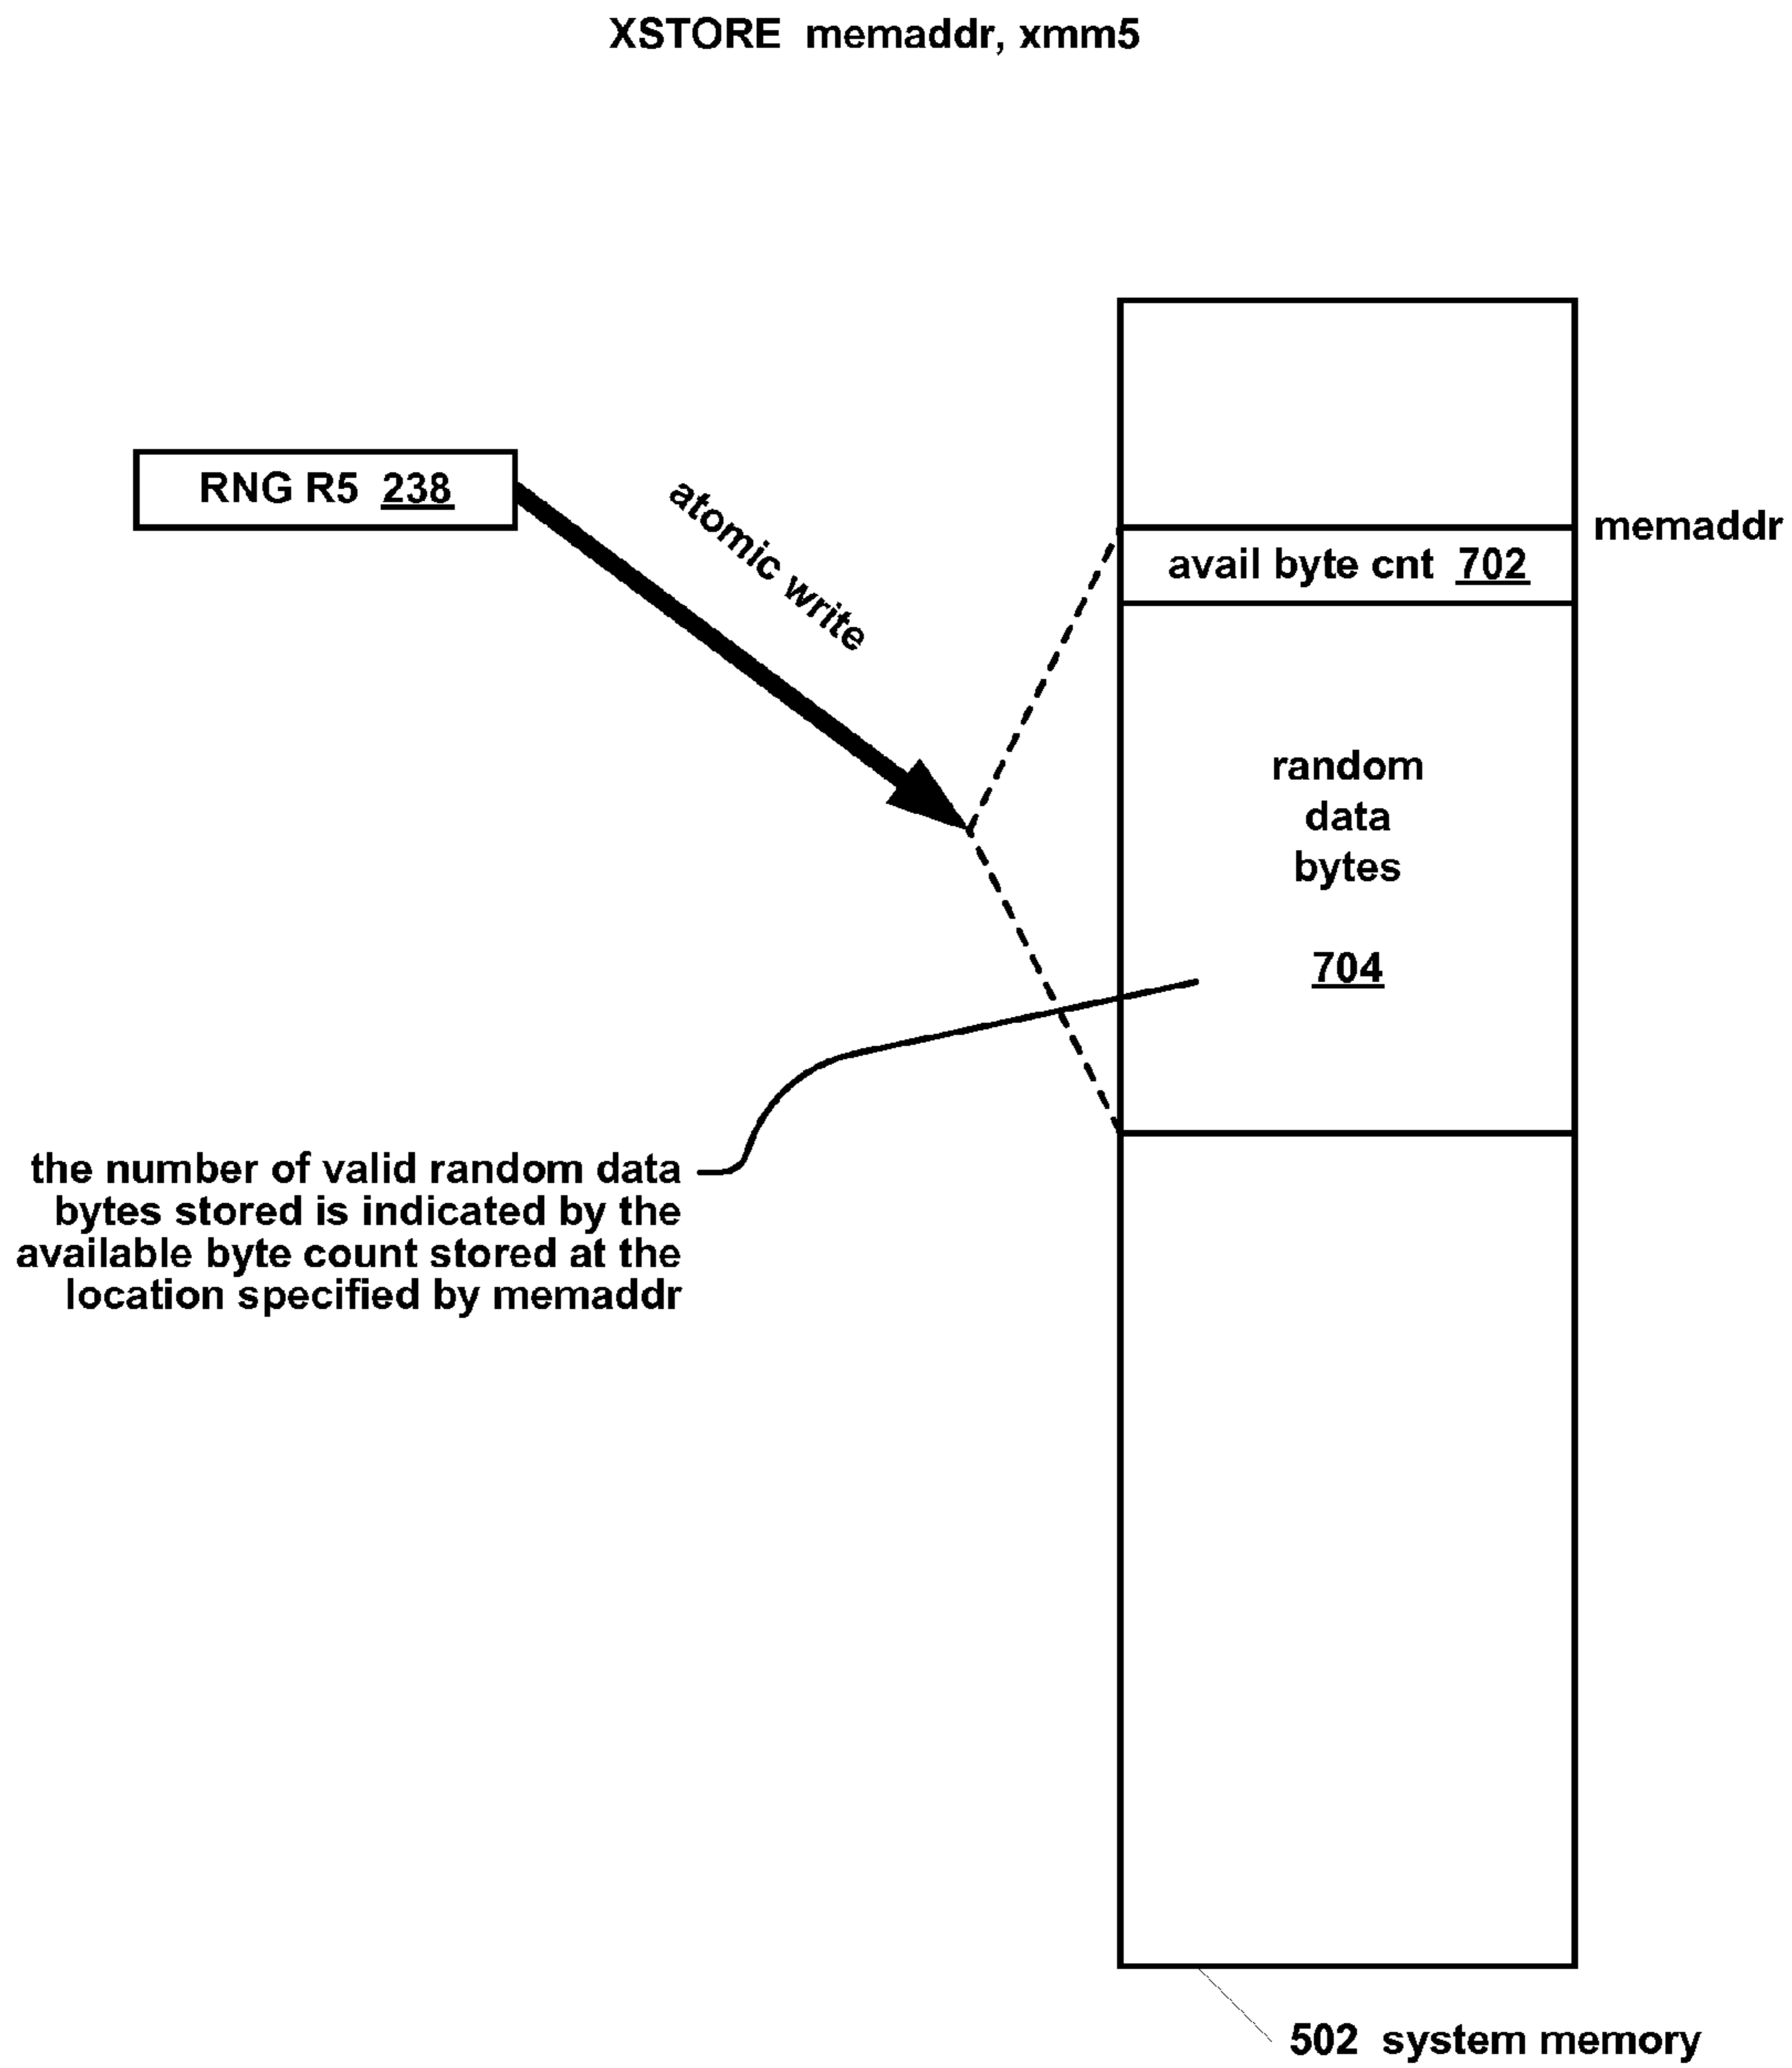 XSTORE memaddr, xmm5
RNG R5 238
atomic write
memaddr
avail byte cnt 702
random
data
bytes
704
the number of valid random data
bytes stored is indicated by the
available byte count stored at the
location specified by memaddr
502 system memory